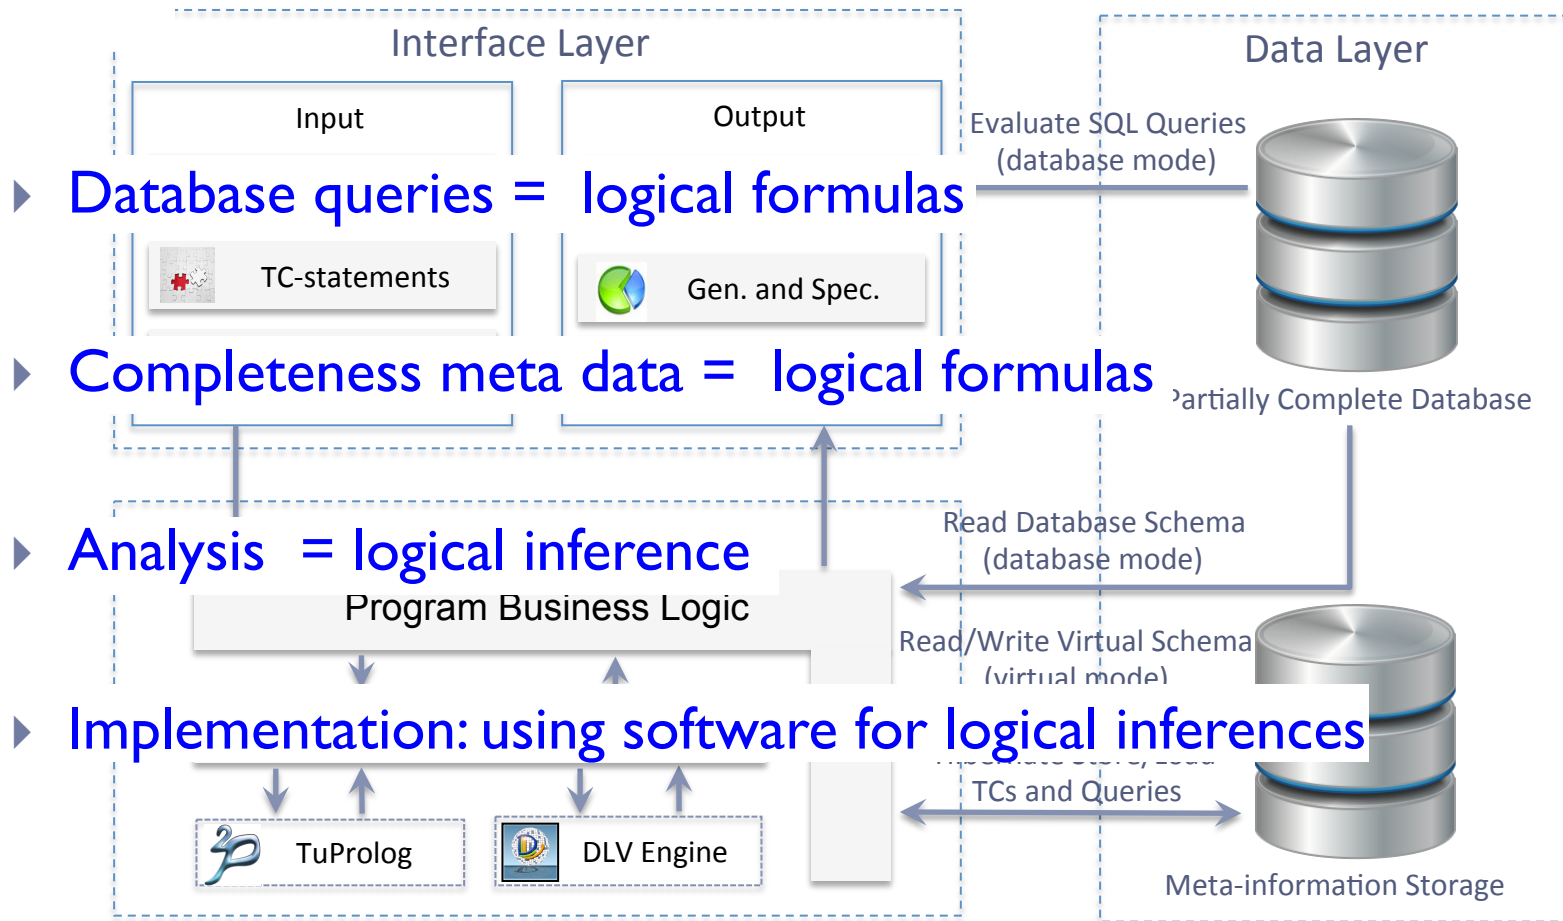 Interface Layer
Data Layer
Input
Output
Evaluate SQL Queries
(database mode)
Database queries = logical formulas
TC-statements
Gen. and Spec.
Completeness meta data = logical formulas
Partially Complete Database
Analysis = logical inference
Read Database Schema
(database mode)
Program Business Logic
Read/Write Virtual Schema
(virtual mode)
Implementation: using software for logical inferences
TCs and Queries
TuProlog
DLV Engine
Meta-information Storage